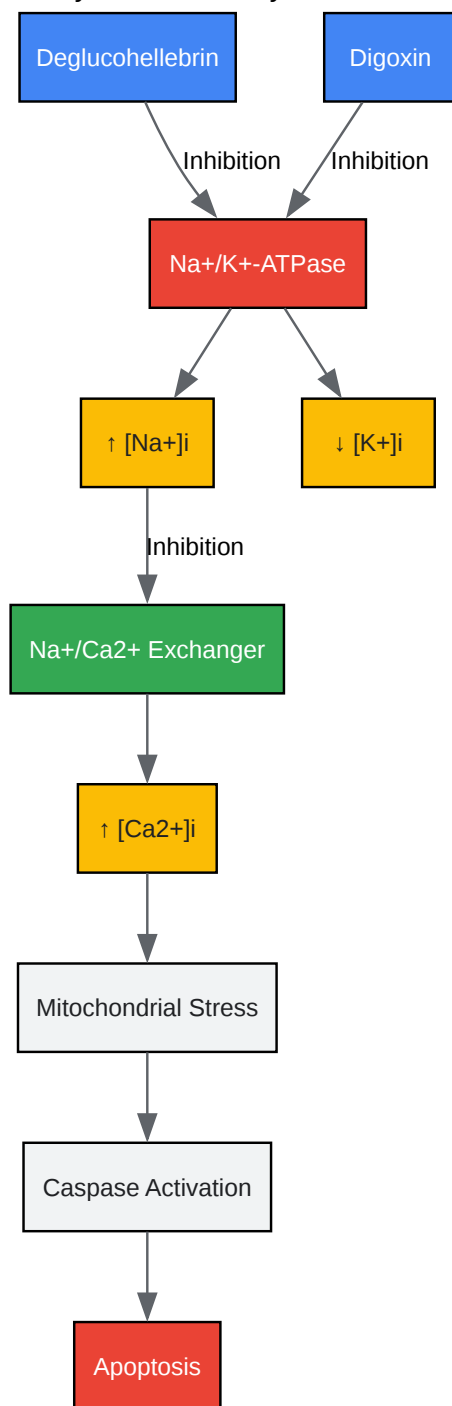 Deglucohellebrin
Digoxin
Inhibition
Inhibition
Na+/K+-ATPase
↑ [Na+]i
↓ [K+]i
Inhibition
Na+/Ca2+ Exchanger
↑ [Ca2+]i
Mitochondrial Stress
Caspase Activation
Apoptosis